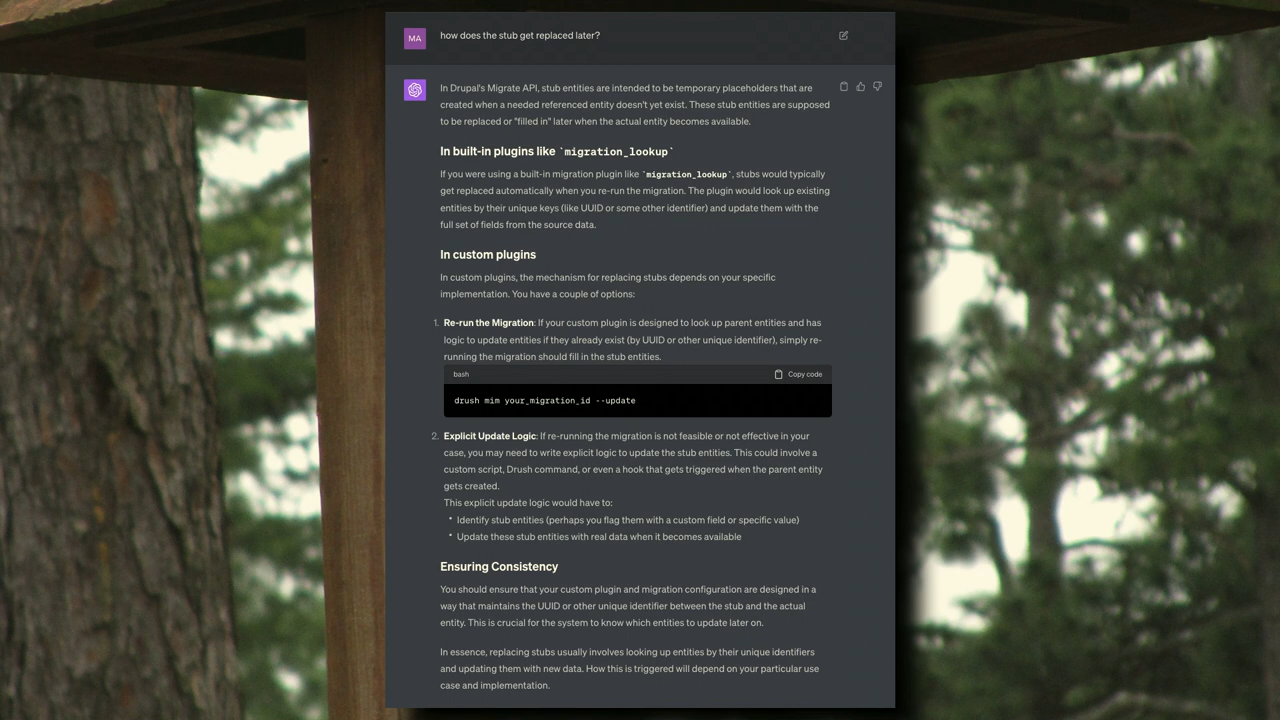 MA
how does the stub get replaced later?
In Drupal's Migrate API, stub entities are intended to be temporary placeholders that are
created when a needed referenced entity doesn't yet exist. These stub entities are supposed
to be replaced or "filled in" later when the actual entity becomes available.
In built-in plugins like `migration_lookup`
If you were using a built-in migration plugin like `migration_lookup`, stubs would typically
get replaced automatically when you re-run the migration. The plugin would look up existing
entities by their unique keys (like UUID or some other identifier) and update them with the
full set of fields from the source data.
In custom plugins
In custom plugins, the mechanism for replacing stubs depends on your specific
implementation. You have a couple of options:
1. Re-run the Migration: If your custom plugin is designed to look up parent entities and has
logic to update entities if they already exist (by UUID or other unique identifier), simply re-
running the migration should fill in the stub entities.
bash Copy code
drush mim your_migration_id --update
2. Explicit Update Logic: If re-running the migration is not feasible or not effective in your
case, you may need to write explicit logic to update the stub entities. This could involve a
custom script, Drush command, or even a hook that gets triggered when the parent entity
gets created.
This explicit update logic would have to:
• Identify stub entities (perhaps you flag them with a custom field or specific value)
• Update these stub entities with real data when it becomes available
Ensuring Consistency
You should ensure that your custom plugin and migration configuration are designed in a
way that maintains the UUID or other unique identifier between the stub and the actual
entity. This is crucial for the system to know which entities to update later on.
In essence, replacing stubs usually involves looking up entities by their unique identifiers
and updating them with new data. How this is triggered will depend on your particular use
case and implementation.